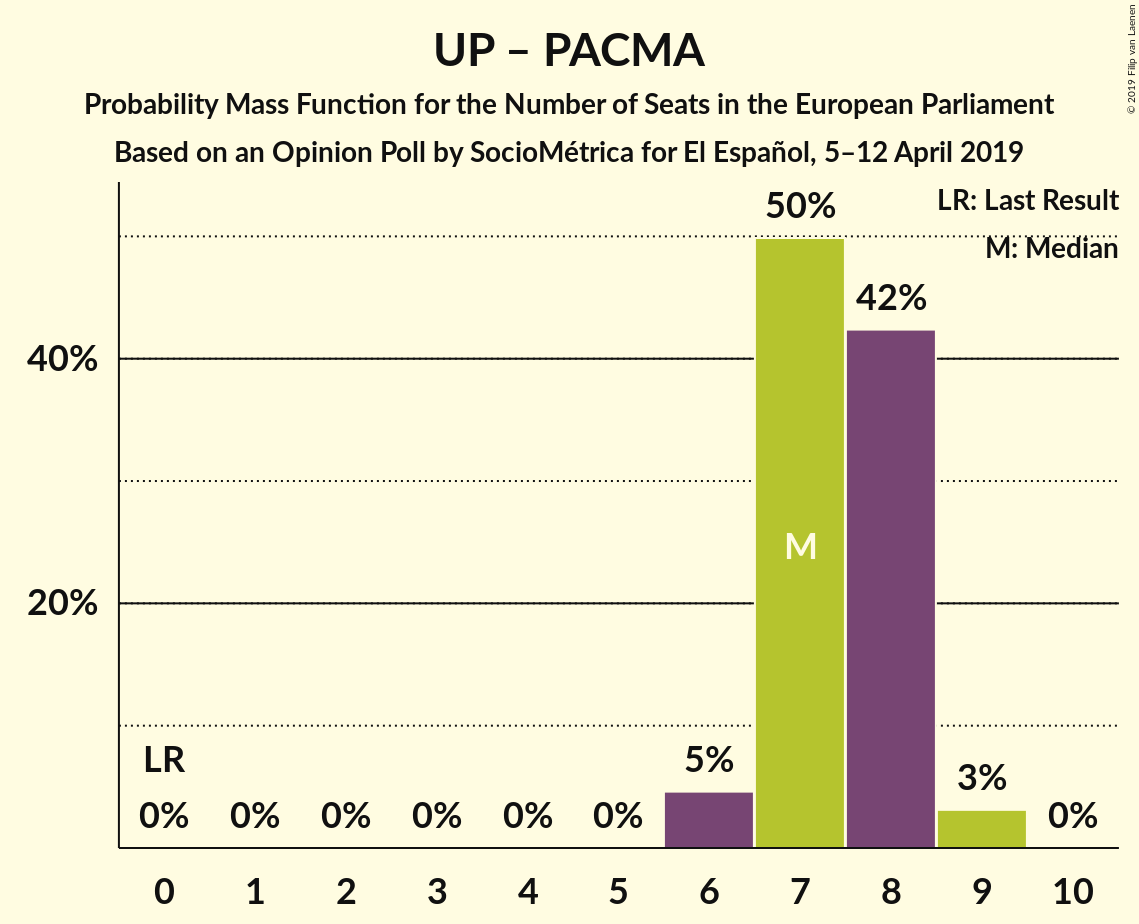 UP – PACMA
Probability Mass Function for the Number of Seats in the European Parliament
Based on an Opinion Poll by SocioMétrica for El Español, 5–12 April 2019
© 2019 Filip van Laenen
LR: Last Result
M: Median
50%
42%
40%
M
20%
LR
5%
3%
0% 0% 0% 0% 0% 0% 0%
0 1 2 3 4 5 6 7 8 9 10